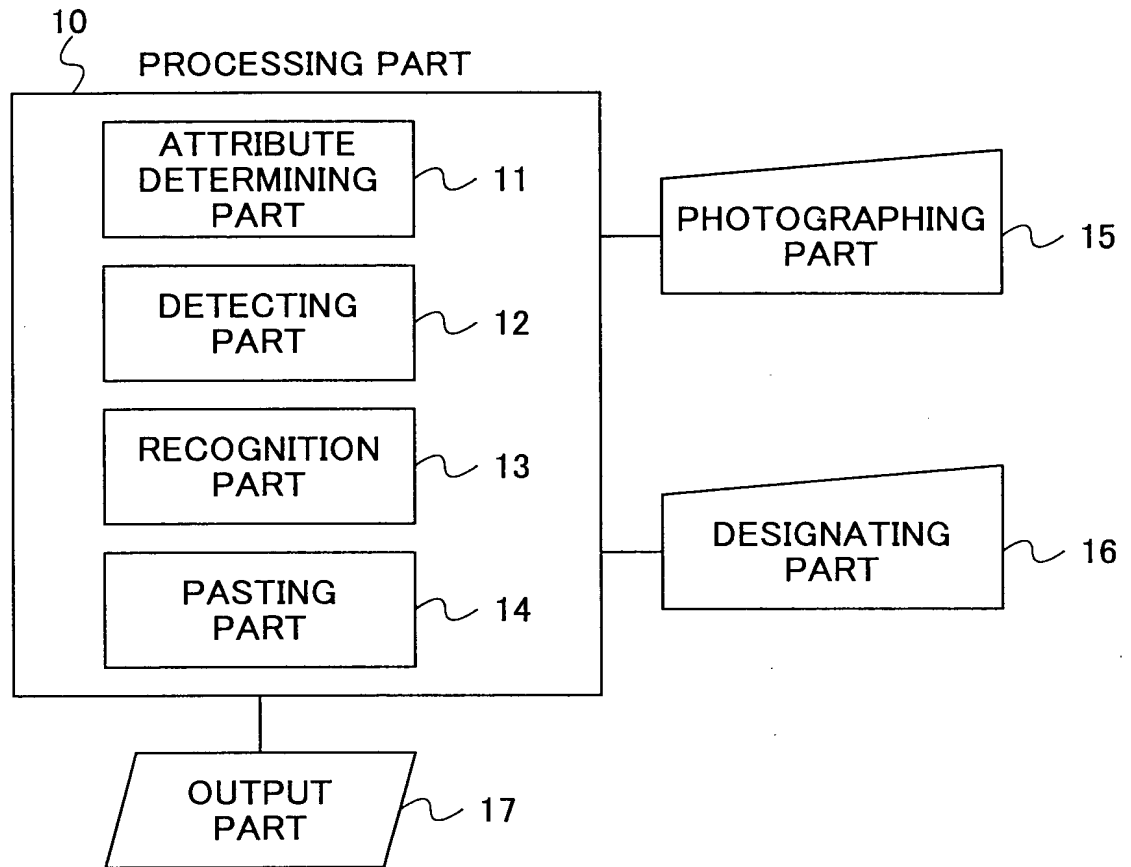 10
PROCESSING PART
ATTRIBUTE
DETERMINING
PART
11
DETECTING
PART
12
RECOGNITION
PART
13
PASTING
PART
14
PHOTOGRAPHING
PART
15
DESIGNATING
PART
16
OUTPUT
PART
17